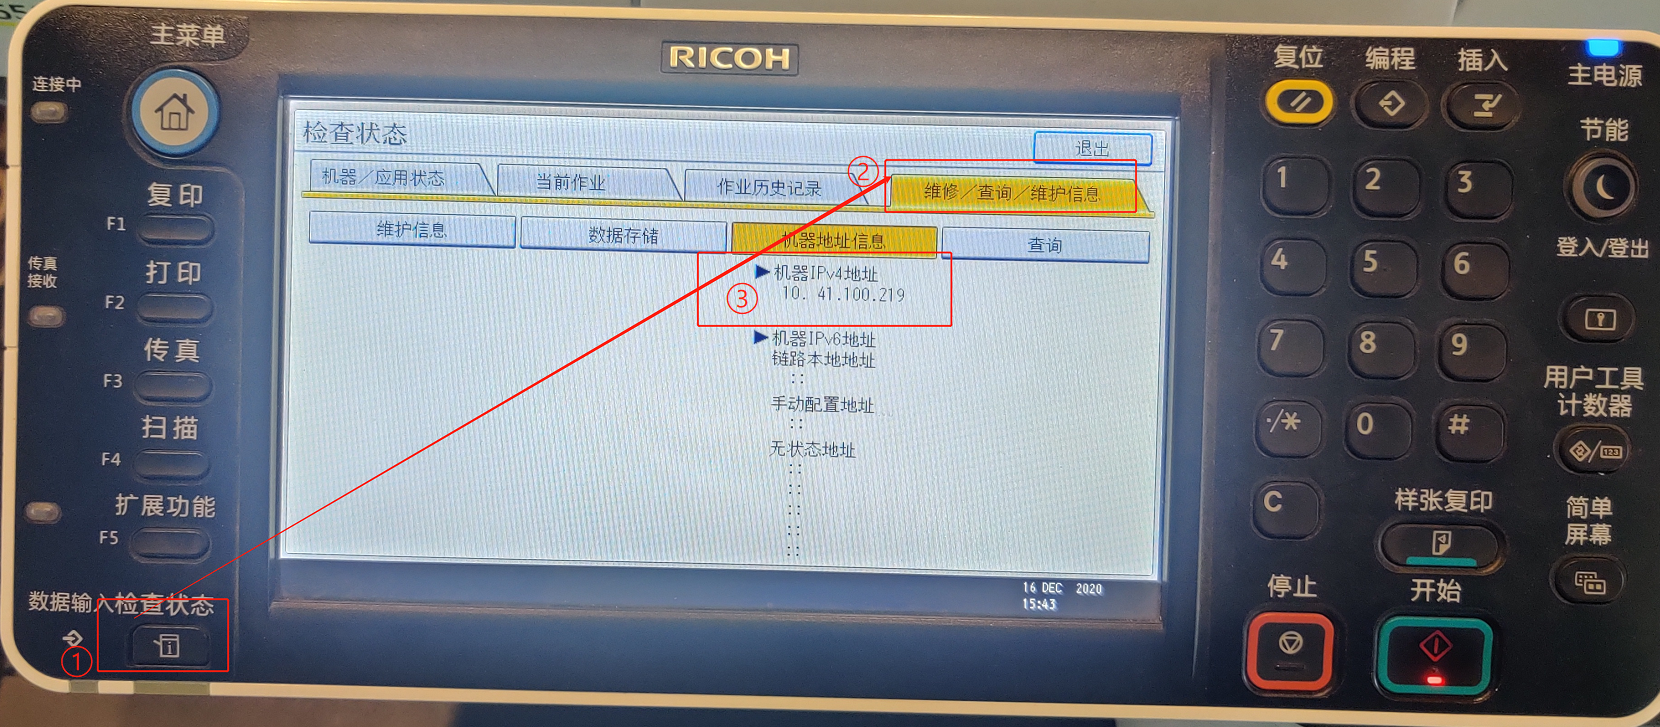 RICOH
主菜单
连接中
复印
F1
传真
接收
打印
F2
传真
F3
扫描
F4
扩展功能
F5
数据输入
检查状态
①
检查状态
退出
机器/应用状态
当前作业
作业历史记录
②
维修/查询/维护信息
维护信息
数据存储
机器地址信息
查询
▶机器IPv4地址
10. 41.100.219
③
▶机器IPv6地址
链路本地地址
::
手动配置地址
::
无状态地址
::
::
::
::
::
16 DEC 2020
15:43
复位
编程
插入
主电源
节能
1
2
3
登入/登出
4
5
6
7
8
9
用户工具
计数器
./*
0
#
123
C
样张复印
简单
屏幕
停止
开始